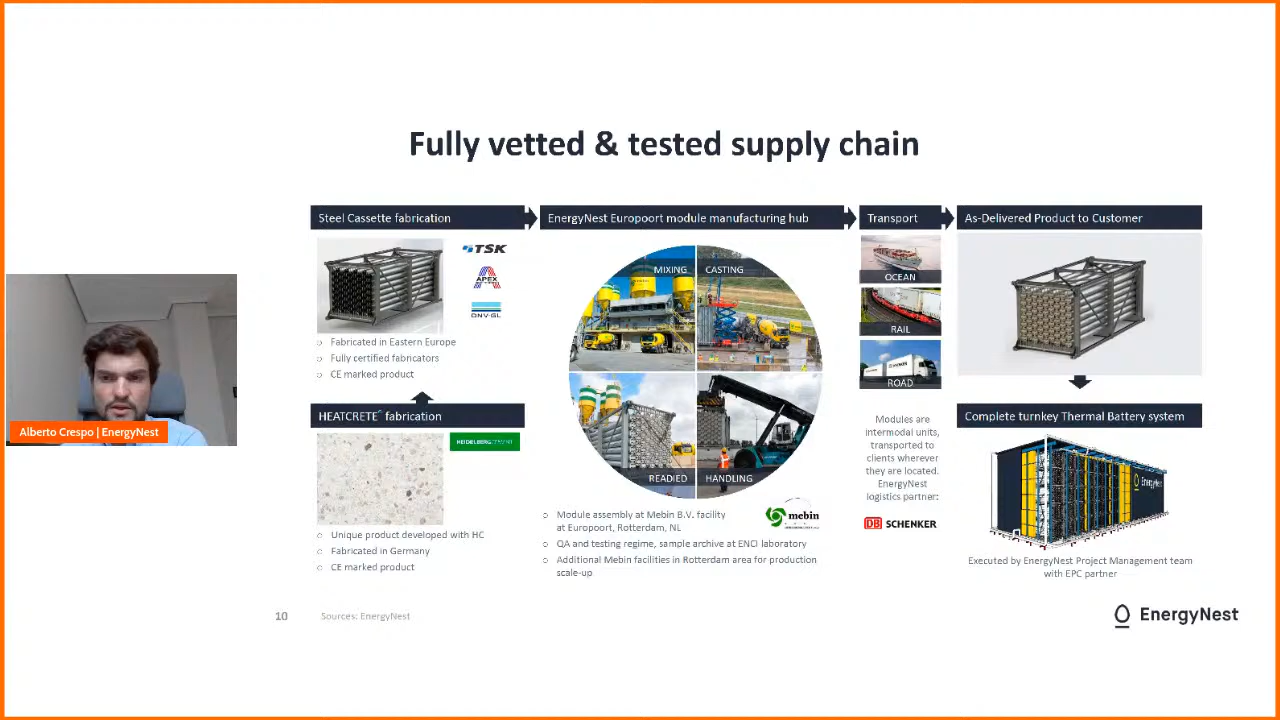 Fully vetted & tested supply chain
Steel Cassette fabrication
TSK
APEX
DNV·GL
Fabricated in Eastern Europe
Fully certified fabricators
CE marked product
HEATCRETE® fabrication
HEIDELBERGCEMENT
Unique product developed with HC
Fabricated in Germany
CE marked product
EnergyNest Europoort module manufacturing hub
MIXING
CASTING
READIED
HANDLING
Module assembly at Mebin B.V. facility
at Europoort, Rotterdam, NL
mebin
QA and testing regime, sample archive at ENCI laboratory
Additional Mebin facilities in Rotterdam area for production
scale-up
Transport
OCEAN
RAIL
ROAD
Modules are
intermodal units,
transported to
clients wherever
they are located.
EnergyNest
logistics partner:
DB SCHENKER
As-Delivered Product to Customer
Complete turnkey Thermal Battery system
EnergyNest
Executed by EnergyNest Project Management team
with EPC partner
Alberto Crespo | EnergyNest
10
Sources: EnergyNest
EnergyNest